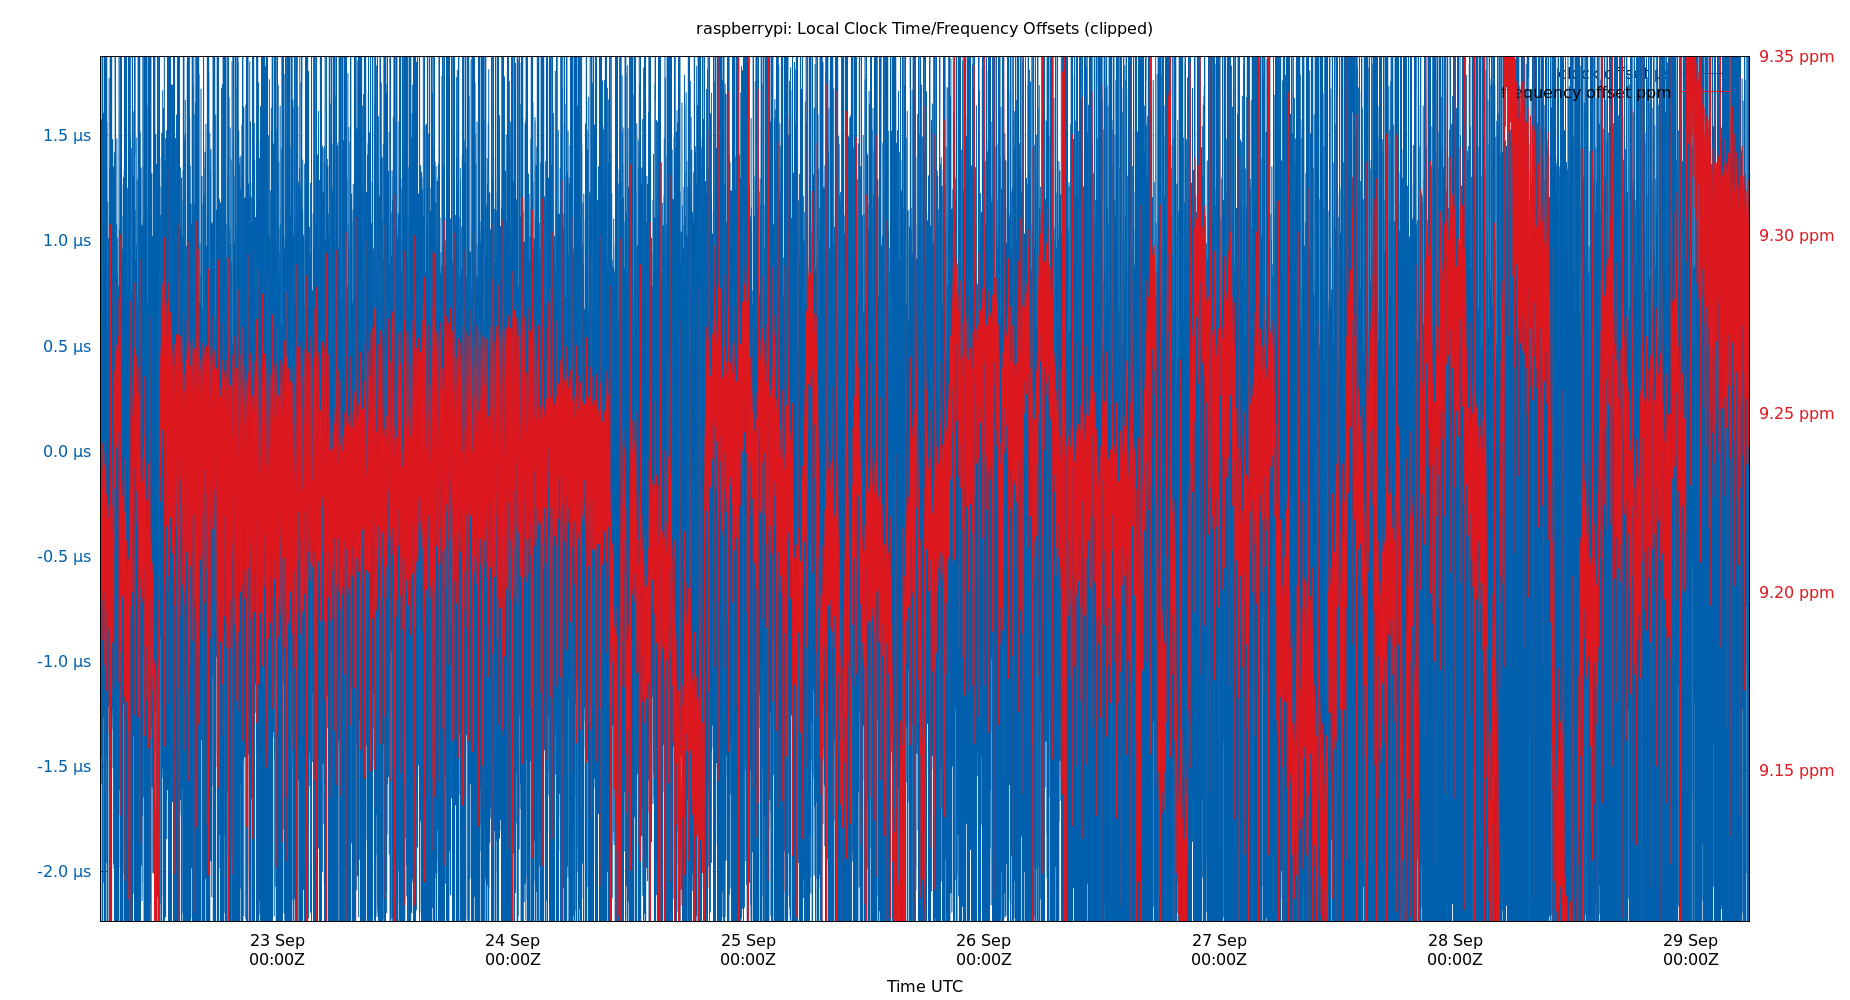 raspberrypi: Local Clock Time/Frequency Offsets (clipped)
9.35 ppm
clock offset
frequency offset ppm
1.5 µs
1.0 µs
9.30 ppm
0.5 µs
9.25 ppm
0.0 µs
-0.5 µs
9.20 ppm
-1.0 µs
-1.5 µs
9.15 ppm
-2.0 µs
23 Sep
00:00Z
24 Sep
00:00Z
25 Sep
00:00Z
26 Sep
00:00Z
27 Sep
00:00Z
28 Sep
00:00Z
29 Sep
00:00Z
Time UTC